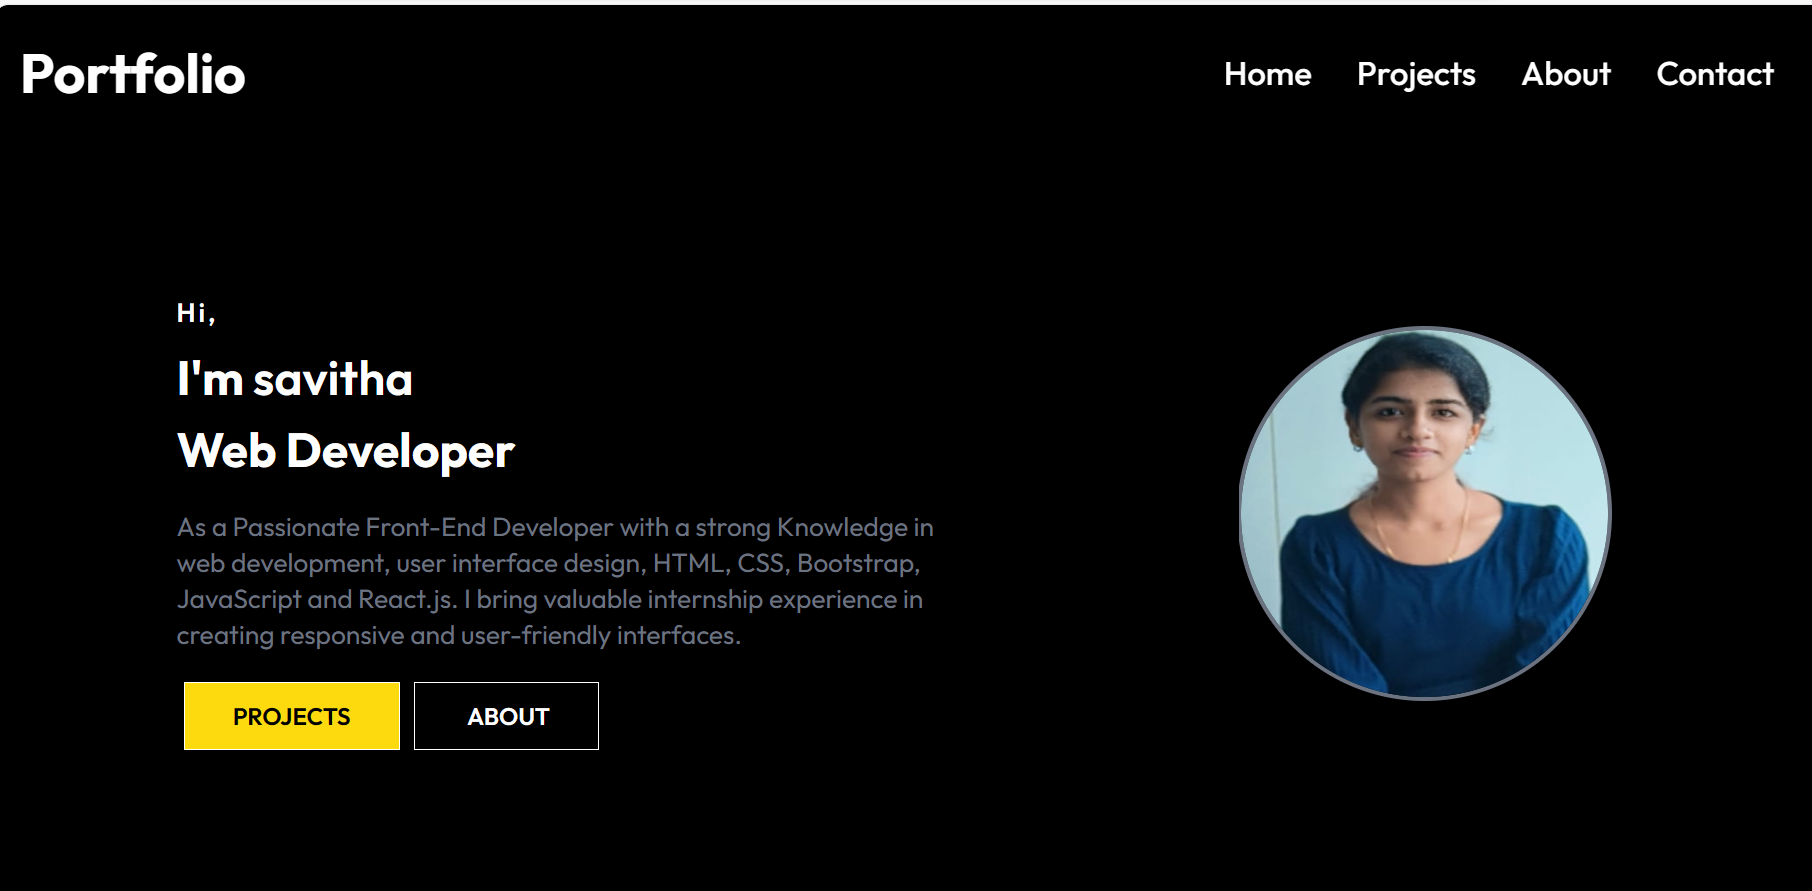 Portfolio
Home Projects About Contact
Hi,
I'm savitha
Web Developer
As a Passionate Front-End Developer with a strong Knowledge in
web development, user interface design, HTML, CSS, Bootstrap,
JavaScript and React.js. I bring valuable internship experience in
creating responsive and user-friendly interfaces.
PROJECTS ABOUT